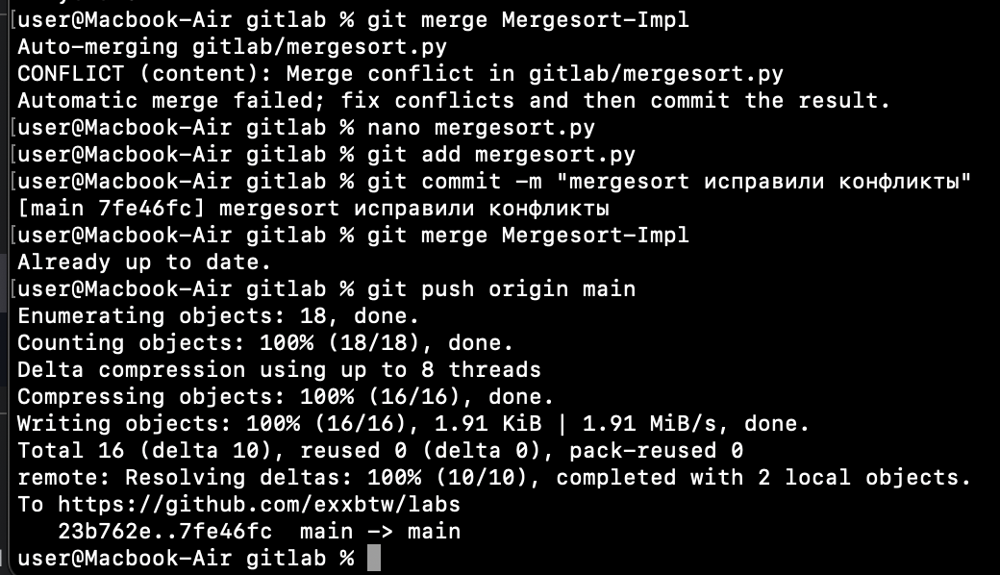 [user@Macbook-Air gitlab % git merge Mergesort-Impl
Auto-merging gitlab/mergesort.py
CONFLICT (content): Merge conflict in gitlab/mergesort.py
Automatic merge failed; fix conflicts and then commit the result.
[user@Macbook-Air gitlab % nano mergesort.py
[user@Macbook-Air gitlab % git add mergesort.py
[user@Macbook-Air gitlab % git commit -m "mergesort исправили конфликты"
[main 7fe46fc] mergesort исправили конфликты
[user@Macbook-Air gitlab % git merge Mergesort-Impl
Already up to date.
[user@Macbook-Air gitlab % git push origin main
Enumerating objects: 18, done.
Counting objects: 100% (18/18), done.
Delta compression using up to 8 threads
Compressing objects: 100% (16/16), done.
Writing objects: 100% (16/16), 1.91 KiB | 1.91 MiB/s, done.
Total 16 (delta 10), reused 0 (delta 0), pack-reused 0
remote: Resolving deltas: 100% (10/10), completed with 2 local objects.
To https://github.com/exxbtw/labs
   23b762e..7fe46fc  main -> main
user@Macbook-Air gitlab %